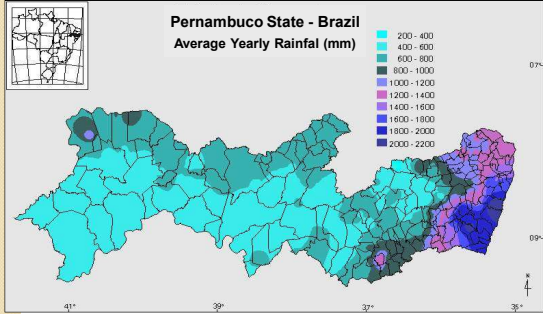 Pernambuco State - Brazil
Average Yearly Rainfal (mm)
200 - 400
400 - 600
600 - 800
800 - 1000
1000 - 1200
1200 - 1400
1400 - 1600
1600 - 1800
1800 - 2000
2000 - 2200
07°
09°
N
41°
39°
37°
35°